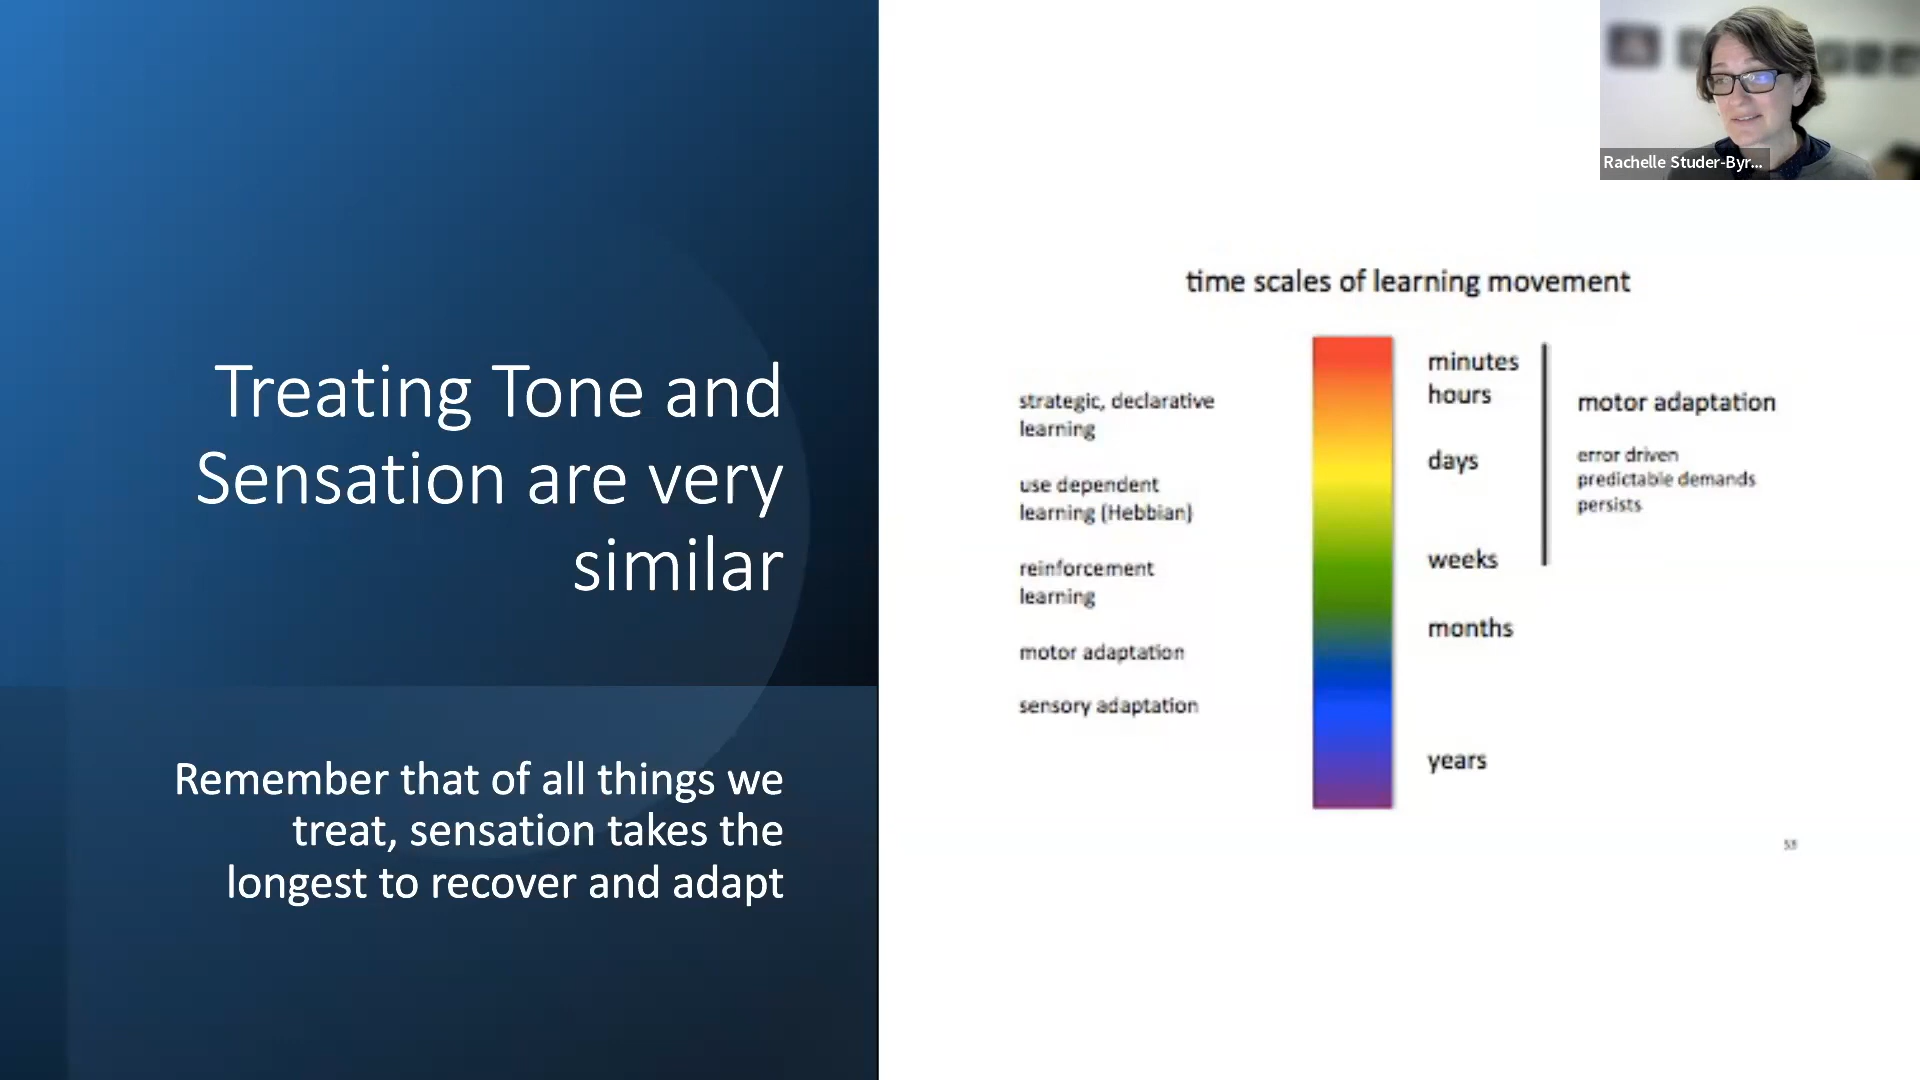 Treating Tone and
Sensation are very
similar
Remember that of all things we
treat, sensation takes the
longest to recover and adapt
time scales of learning movement
strategic, declarative
learning
use dependent
learning (Hebbian)
reinforcement
learning
motor adaptation
sensory adaptation
minutes
hours
days
weeks
months
years
motor adaptation
error driven
predictable demands
persists
Rachelle Studer-Byr...